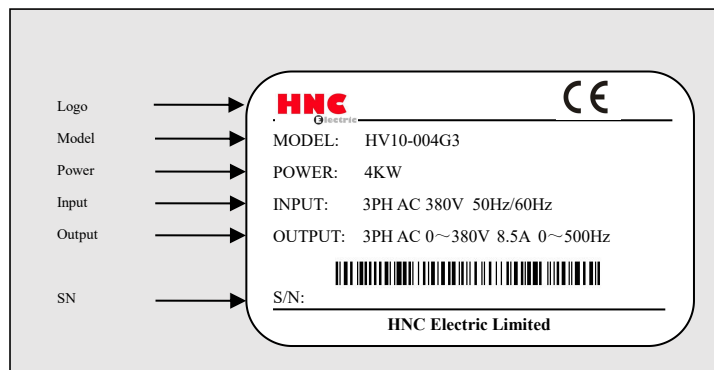 Logo
Model
Power
Input
Output
SN
HNC
Electric
CE
MODEL: HV10-004G3
POWER: 4KW
INPUT: 3PH AC 380V 50Hz/60Hz
OUTPUT: 3PH AC 0～380V 8.5A 0～500Hz
S/N:
HNC Electric Limited